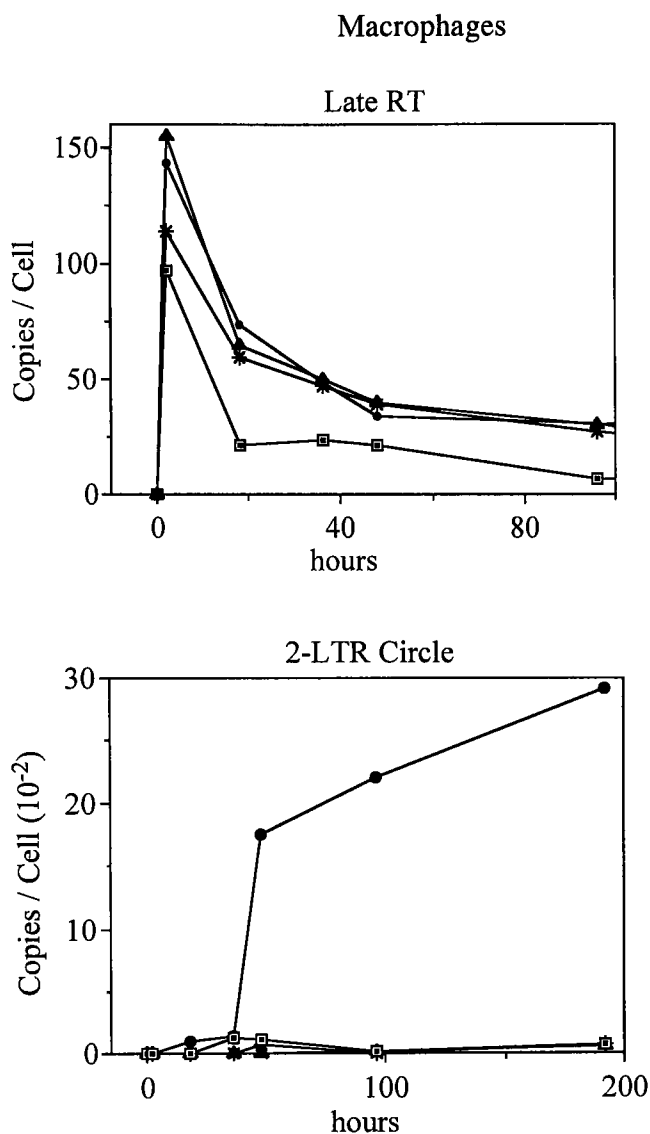 Macrophages
Late RT
150
100
50
0
Copies / Cell
0 40 80
hours
2-LTR Circle
30
20
10
0
Copies / Cell (10⁻²)
0 100 200
hours